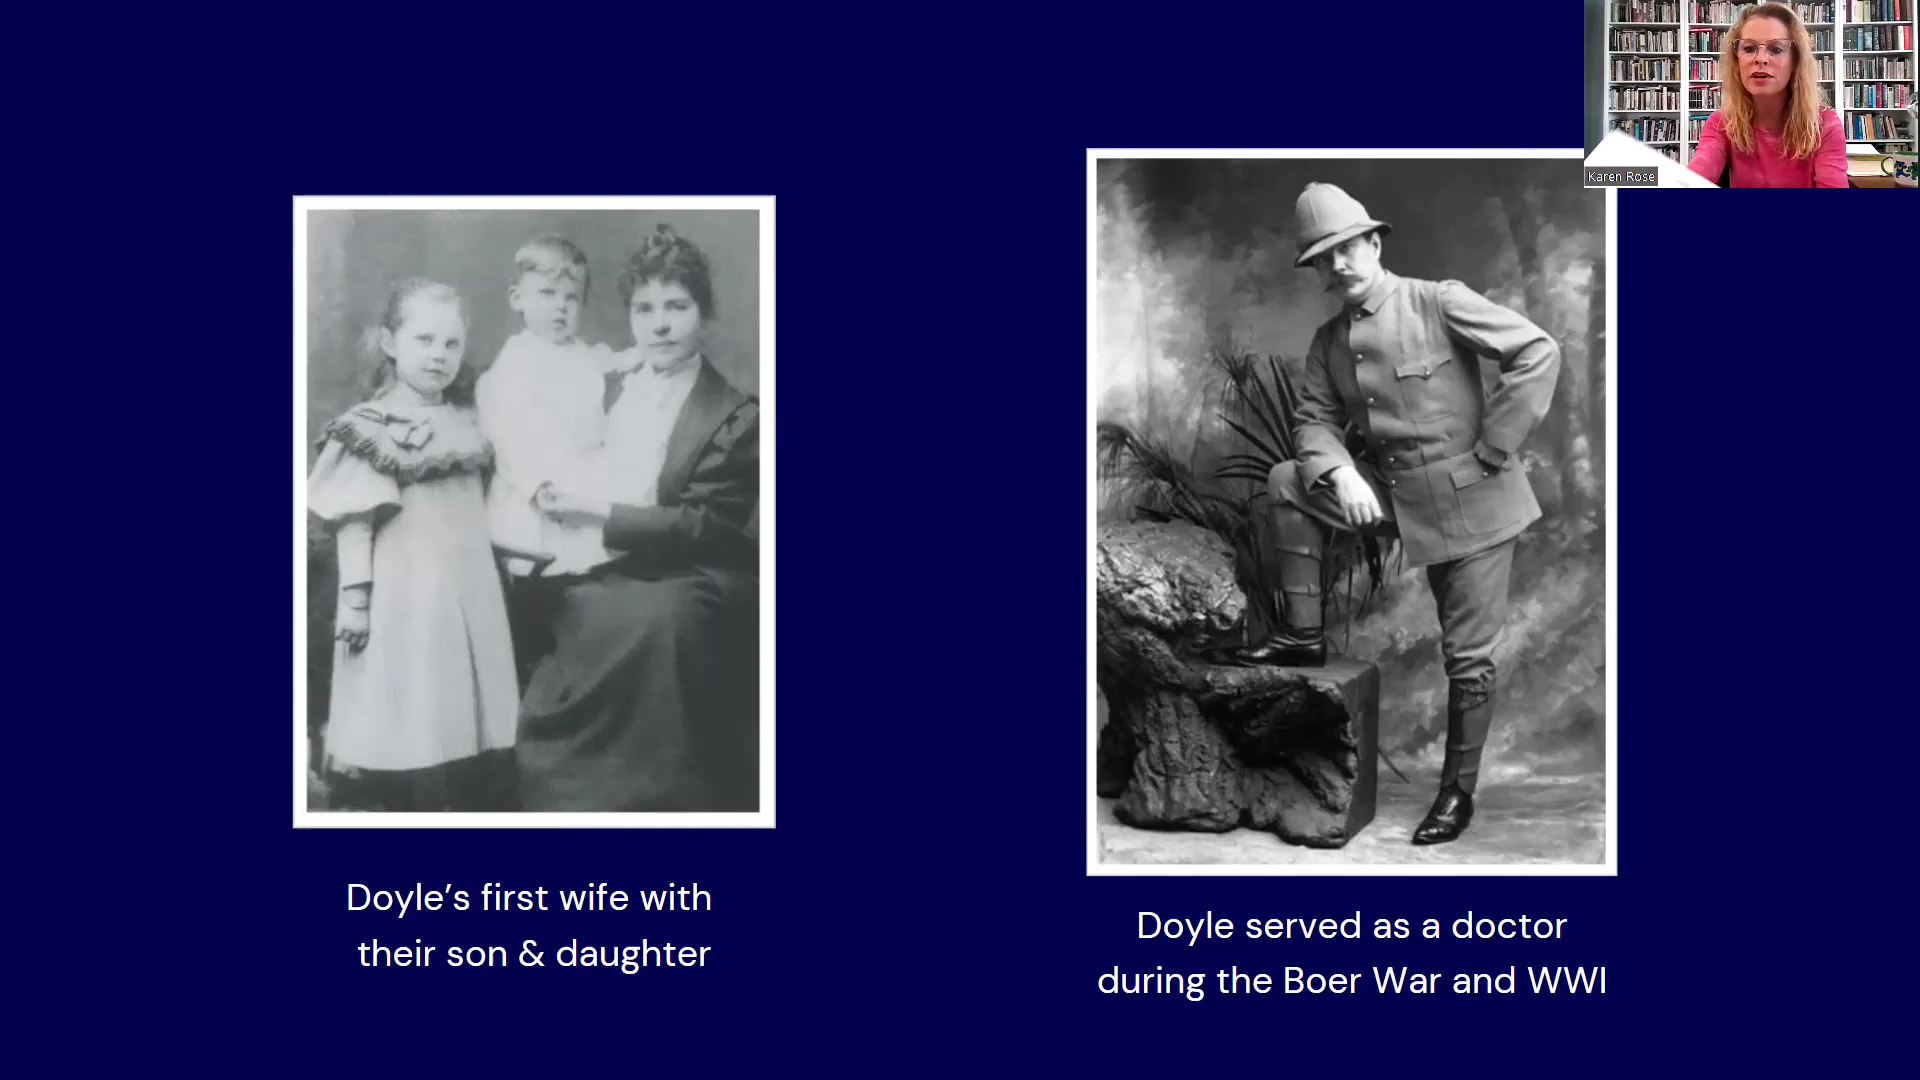 Karen Rose
Doyle’s first wife with
their son & daughter
Doyle served as a doctor
during the Boer War and WWI